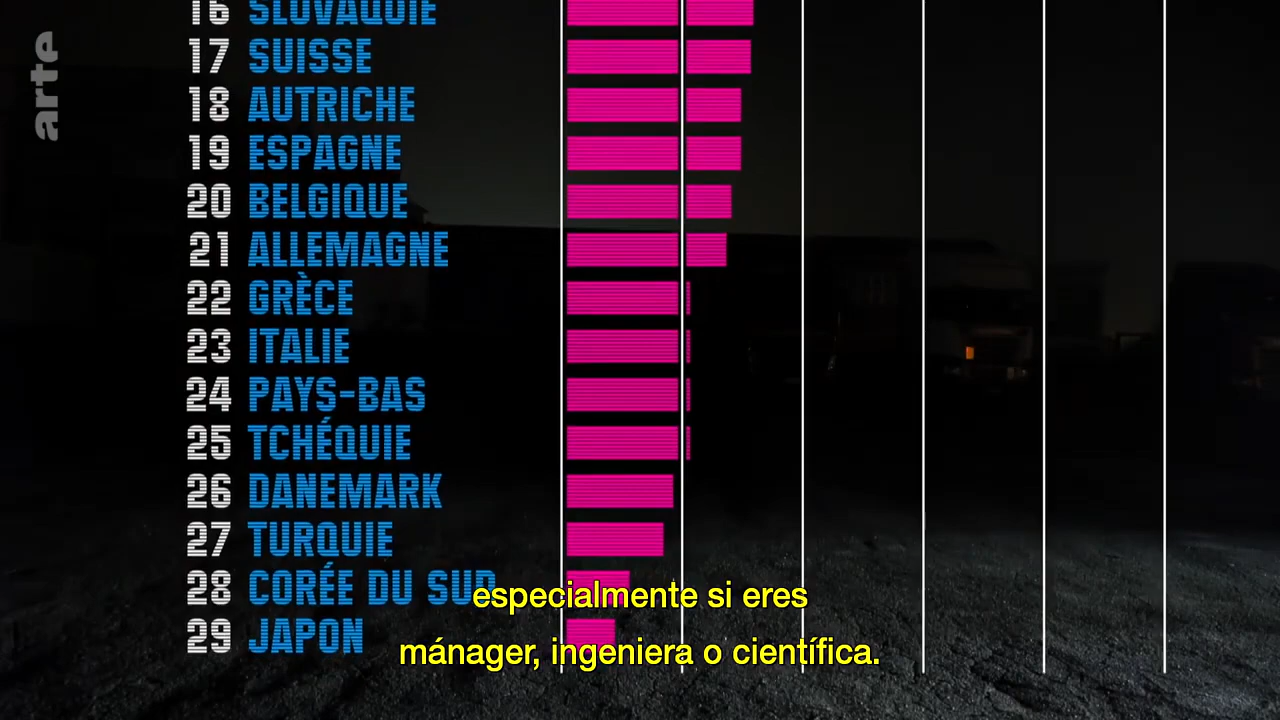 arte
16 SLOVAQUIE
17 SUISSE
18 AUTRICHE
19 ESPAGNE
20 BELGIQUE
21 ALLEMAGNE
22 GRÈCE
23 ITALIE
24 PAYS-BAS
25 TCHÉQUIE
26 DANEMARK
27 TURQUIE
28 CORÉE DU SUD
29 JAPON
especialmente si eres
mánager, ingeniera o científica.